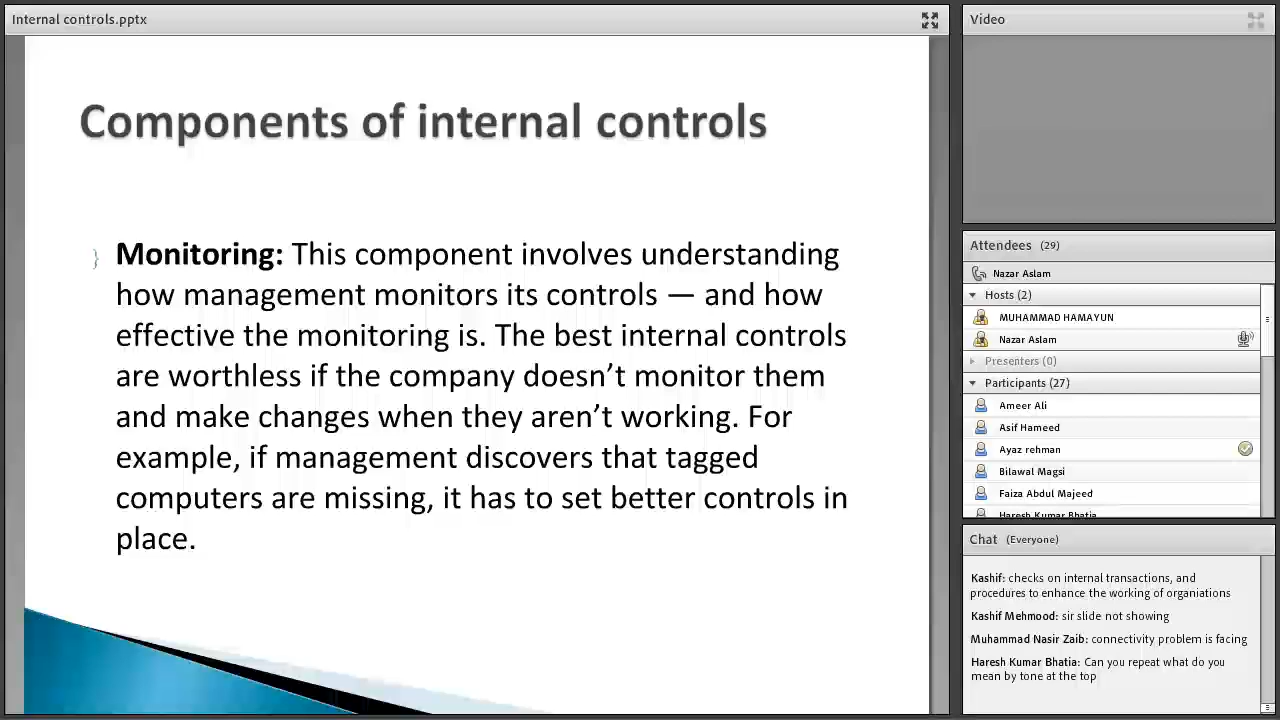 Internal controls.pptx
Components of internal controls
} Monitoring: This component involves understanding
how management monitors its controls — and how
effective the monitoring is. The best internal controls
are worthless if the company doesn’t monitor them
and make changes when they aren’t working. For
example, if management discovers that tagged
computers are missing, it has to set better controls in
place.
Video
Attendees (29)
Nazar Aslam
Hosts (2)
MUHAMMAD HAMAYUN
Nazar Aslam
Presenters (0)
Participants (27)
Ameer Ali
Asif Hameed
Ayaz rehman
Bilawal Magsi
Faiza Abdul Majeed
Haresh Kumar Bhatia
Chat (Everyone)
Kashif: checks on internal transactions, and
procedures to enhance the working of organiations
Kashif Mehmood: sir slide not showing
Muhammad Nasir Zaib: connectivity problem is facing
Haresh Kumar Bhatia: Can you repeat what do you
mean by tone at the top